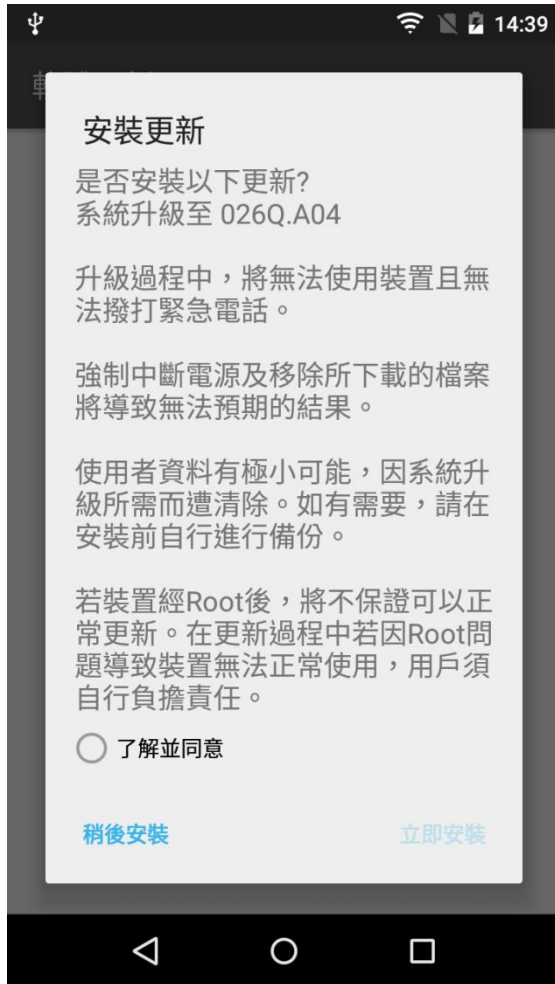 14:39
安裝更新
是否安裝以下更新?
系統升級至 026Q.A04
升級過程中，將無法使用裝置且無
法撥打緊急電話。
強制中斷電源及移除所下載的檔案
將導致無法預期的結果。
使用者資料有極小可能，因系統升
級所需而遭清除。如有需要，請在
安裝前自行進行備份。
若裝置經Root後，將不保證可以正
常更新。在更新過程中若因Root問
題導致裝置無法正常使用，用戶須
自行負擔責任。
了解並同意
稍後安裝 立即安裝